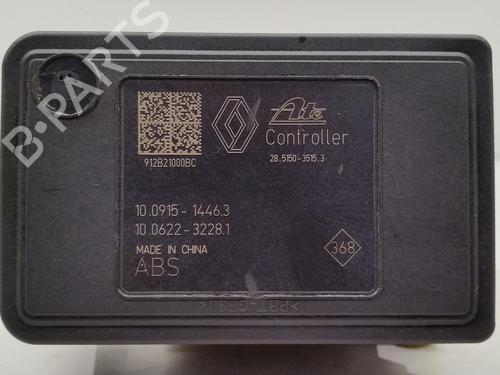 B-PARTS
Ate
Controller
912B21000BC
28.5150-3515.3
10.0915-1446.3
10.0622-3228.1
MADE IN CHINA
ABS
368